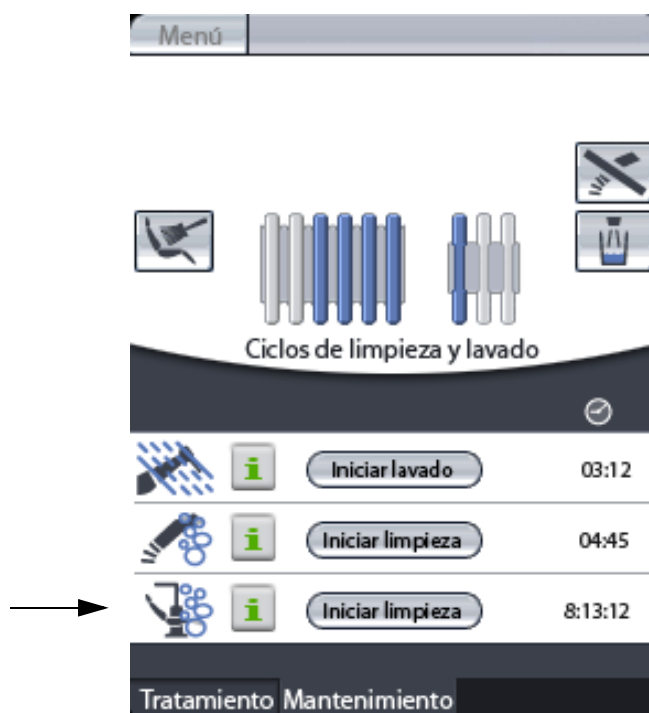 Menú
Ciclos de limpieza y lavado
i Iniciar lavado 03:12
i Iniciar limpieza 04:45
i Iniciar limpieza 8:13:12
Tratamiento Mantenimiento